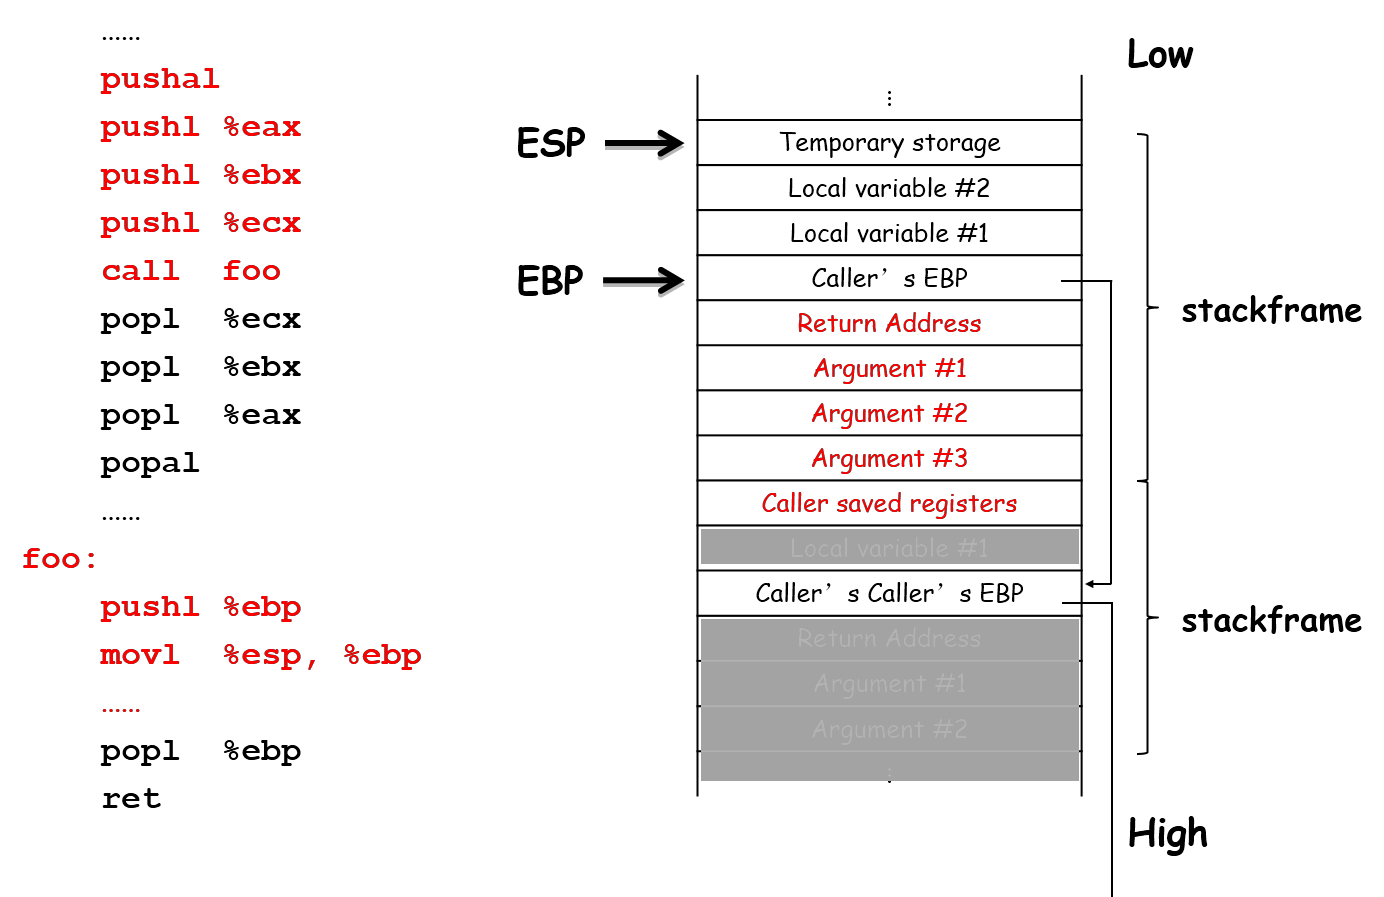 ……
pushal
pushl %eax
pushl %ebx
pushl %ecx
call foo
popl %ecx
popl %ebx
popl %eax
popal
……
foo:
pushl %ebp
movl %esp, %ebp
……
popl %ebp
ret
ESP
EBP
Low
⋮
Temporary storage
Local variable #2
Local variable #1
Caller’s EBP
Return Address
Argument #1
Argument #2
Argument #3
Caller saved registers
Local variable #1
Caller’s Caller’s EBP
Return Address
Argument #1
Argument #2
⋮
stackframe
stackframe
High